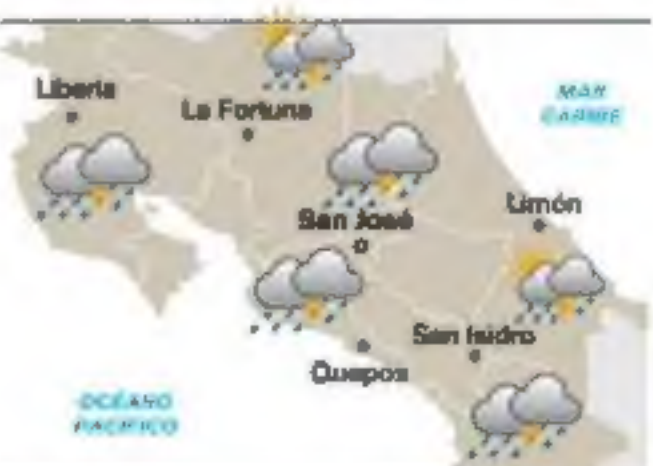 Liberia
La Fortuna
MAR
CARIBE
San José
Limón
San Isidro
Quepos
OCÉANO
PACÍFICO